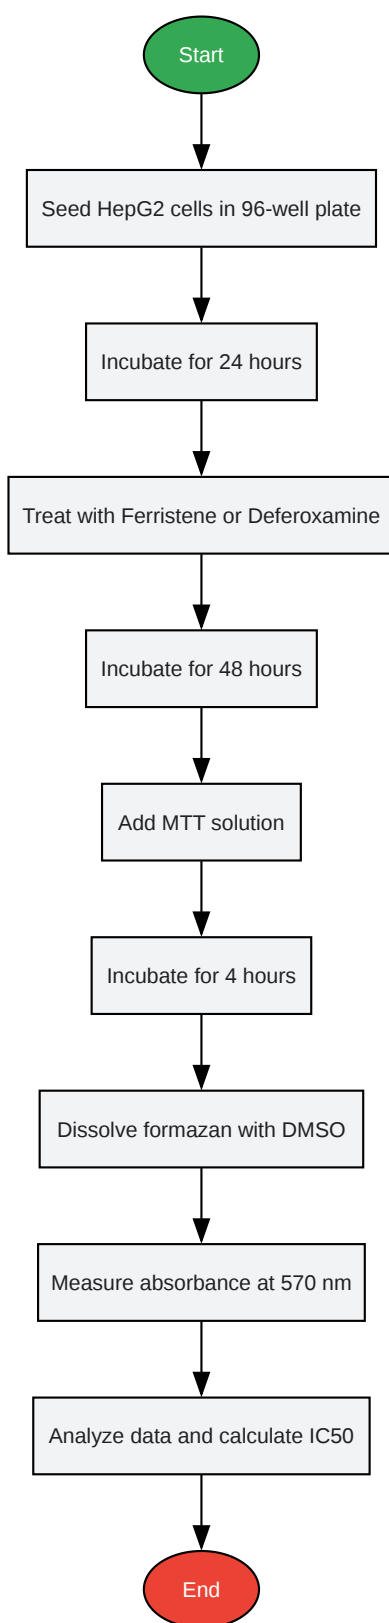 Start
Seed HepG2 cells in 96-well plate
Incubate for 24 hours
Treat with Ferristene or Deferoxamine
Incubate for 48 hours
Add MTT solution
Incubate for 4 hours
Dissolve formazan with DMSO
Measure absorbance at 570 nm
Analyze data and calculate IC50
End